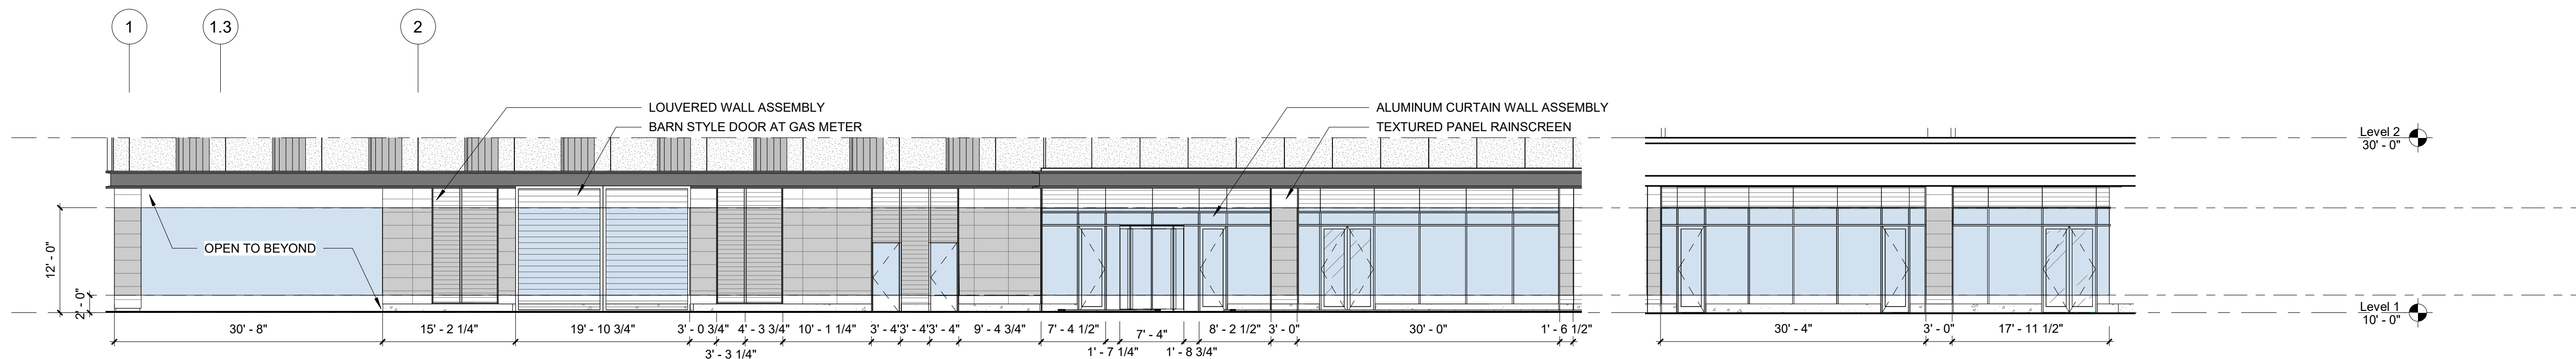 1
1.3
2
LOUVERED WALL ASSEMBLY
BARN STYLE DOOR AT GAS METER
ALUMINUM CURTAIN WALL ASSEMBLY
TEXTURED PANEL RAINSCREEN
Level 2
30' - 0"
OPEN TO BEYOND
12' - 0"
2' - 0"
Level 1
10' - 0"
30' - 8"
15' - 2 1/4"
19' - 10 3/4"
3' - 0 3/4"
3' - 3 1/4"
4' - 3 3/4"
10' - 1 1/4"
3' - 4"
3' - 4"
3' - 4"
9' - 4 3/4"
7' - 4 1/2"
1' - 7 1/4"
7' - 4"
1' - 8 3/4"
8' - 2 1/2"
3' - 0"
30' - 0"
1' - 6 1/2"
30' - 4"
3' - 0"
17' - 11 1/2"